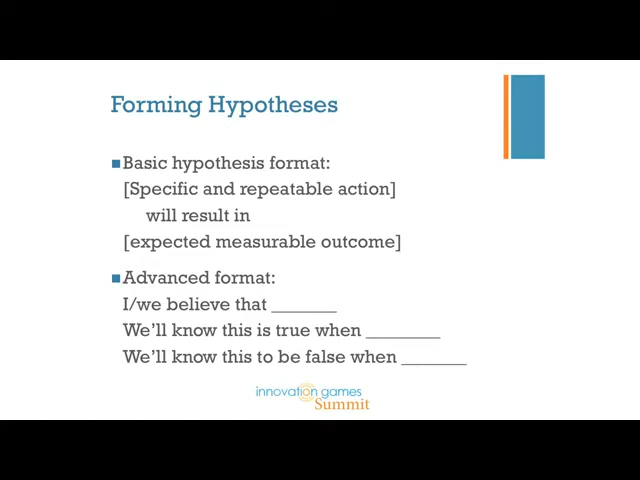 Forming Hypotheses
Basic hypothesis format:
[Specific and repeatable action]
will result in
[expected measurable outcome]
Advanced format:
I/we believe that _______
We'll know this is true when ________
We'll know this to be false when _______
innovation games
Summit